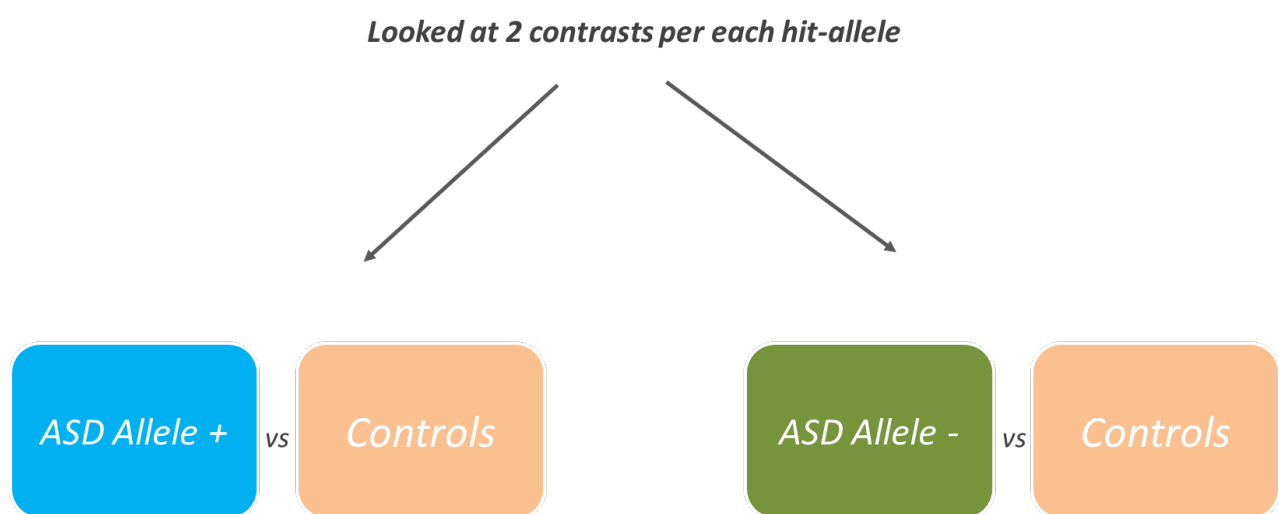 Looked at 2 contrasts per each hit-allele
ASD Allele + vs Controls
ASD Allele - vs Controls